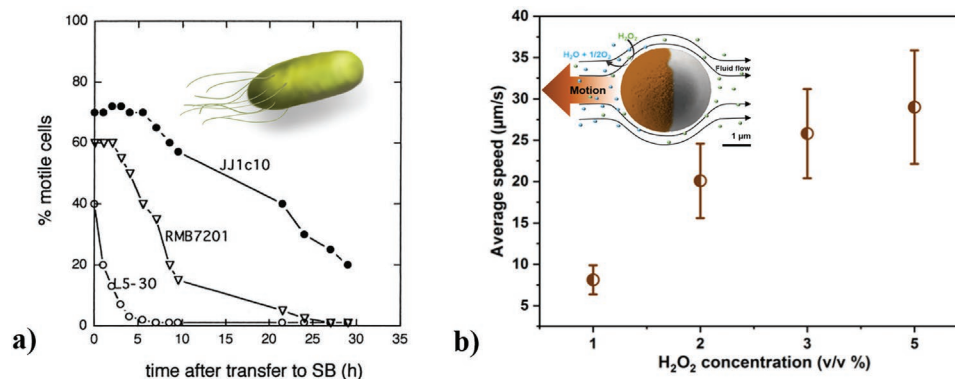 a)
% motile cells
100
80
60
40
20
0
JJ1c10
RMB7201
L5-30
0 5 10 15 20 25 30 35
time after transfer to SB (h)
b)
Average speed (µm/s)
40
35
30
25
20
15
10
5
H₂O₂
H₂O + 1/2O₂
Fluid flow
Motion
1 µm
1 2 3 5
H₂O₂ concentration (v/v %)